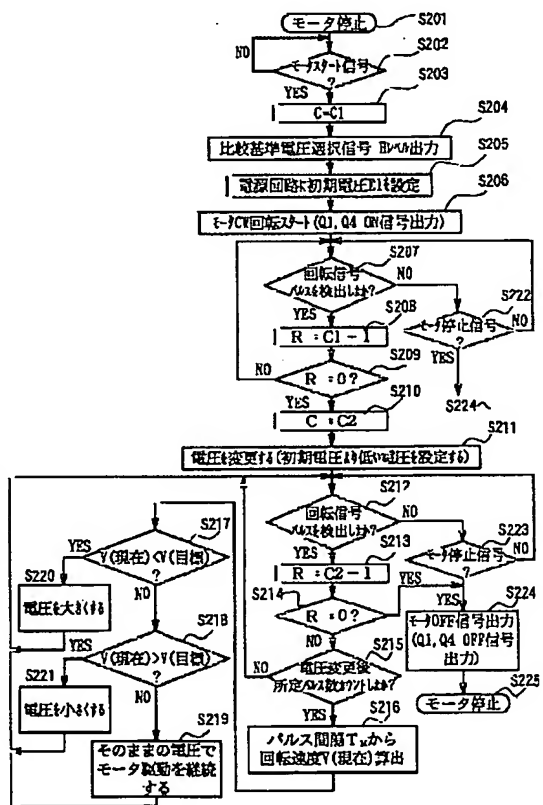 モータ停止 S201
S202
NO モータスタート信号
?
YES S203
C=C1
S204
比較基準電圧選択信号 Hレベル出力
S205
電源回路に初期電圧E1を設定
S206
モータCW回転スタート(Q1, Q4 ON信号出力)
S207
回転信号 NO
パルスを検出したか? S222
YES S208 モータ停止信号 NO
R = C1 - 1 ?
S209 YES
NO R = 0 ?
YES S210 S224へ
C = C2
S211
電圧を変更する(初期電圧より低い電圧を設定する)
S212
回転信号 NO
パルスを検出したか? S223
YES S213 モータ停止信号 NO
R = C2 - 1 ?
S214 YES YES
R = 0 ? S224
NO S215 モータOFF信号出力
NO 電圧変更後 (Q1, Q4 OFF信号
所定パルス数カウントしたか? 出力)
YES S216 S225
パルス間隔Txから モータ停止
回転速度V(現在)算出
S217
YES V(現在)<V(目標)
S220 ?
電圧を大きくする NO
S218
YES V(現在)>V(目標)
S221 ?
電圧を小さくする NO
S219
そのままの電圧で
モータ駆動を継続
する